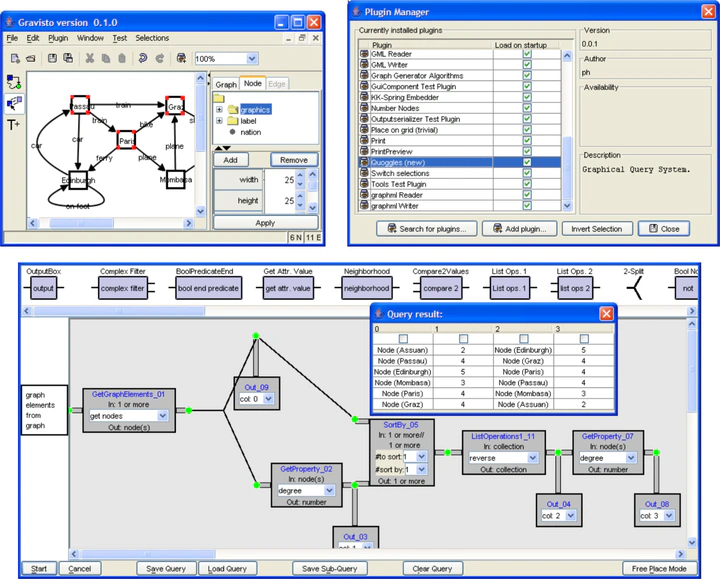 Gravisto version 0.1.0
File Edit Plugin Window Test Selections
100%
Passau
train
Graz
train
bike
car
Paris
car
plane
ferry
plane
Edinburgh
Mombasa
on foot
Graph Node Edge
graphics
label
nation
Add Remove
width 25
height 25
Apply
6 N 11 E
Plugin Manager
Currently installed plugins
Plugin Load on startup
GML Reader
GML Writer
Graph Generator Algorithms
GuiComponent Test Plugin
KK-Spring Embedder
Number Nodes
Outputserializer Test Plugin
Place on grid (trivial)
Print
PrintPreview
Quoggles (new)
Switch selections
Tools Test Plugin
graphml Reader
graphml Writer
Version
0.0.1
Author
ph
Availability
Description
Graphical Query System.
Search for plugins... Add plugin... Invert Selection Close
OutputBox Complex Filter BoolPredicateEnd Get Attr. Value Neighborhood Compare2Values List Ops. 1 List Ops. 2 2-Split Bool No
output complex filter bool end predicate get attr. value neighborhood compare 2 List ops. 1 list ops. 2 not
Query result:
0 1 2 3
Node (Assuan) 2 Node (Edinburgh) 5
Node (Passau) 4 Node (Graz) 4
Node (Edinburgh) 5 Node (Paris) 4
Node (Mombasa) 3 Node (Passau) 4
Node (Paris) 4 Node (Mombasa) 3
Node (Graz) 4 Node (Assuan) 2
graph
elements
from
graph
GetGraphElements_01
In: 1 or more
get nodes
Out: node(s)
Out_09
col: 0
GetProperty_02
In: node(s)
degree
Out: number
Out_03
SortBy_05
In: 1 or more//
1 or more
#to sort: 1
#sort by: 1
Out: 1 or more
ListOperations1_11
In: collection
reverse
Out: collection
GetProperty_07
In: node(s)
degree
Out: number
Out_04
col: 2
Out_08
col: 3
Start Cancel Save Query Load Query Save Sub-Query Clear Query Free Place Mode